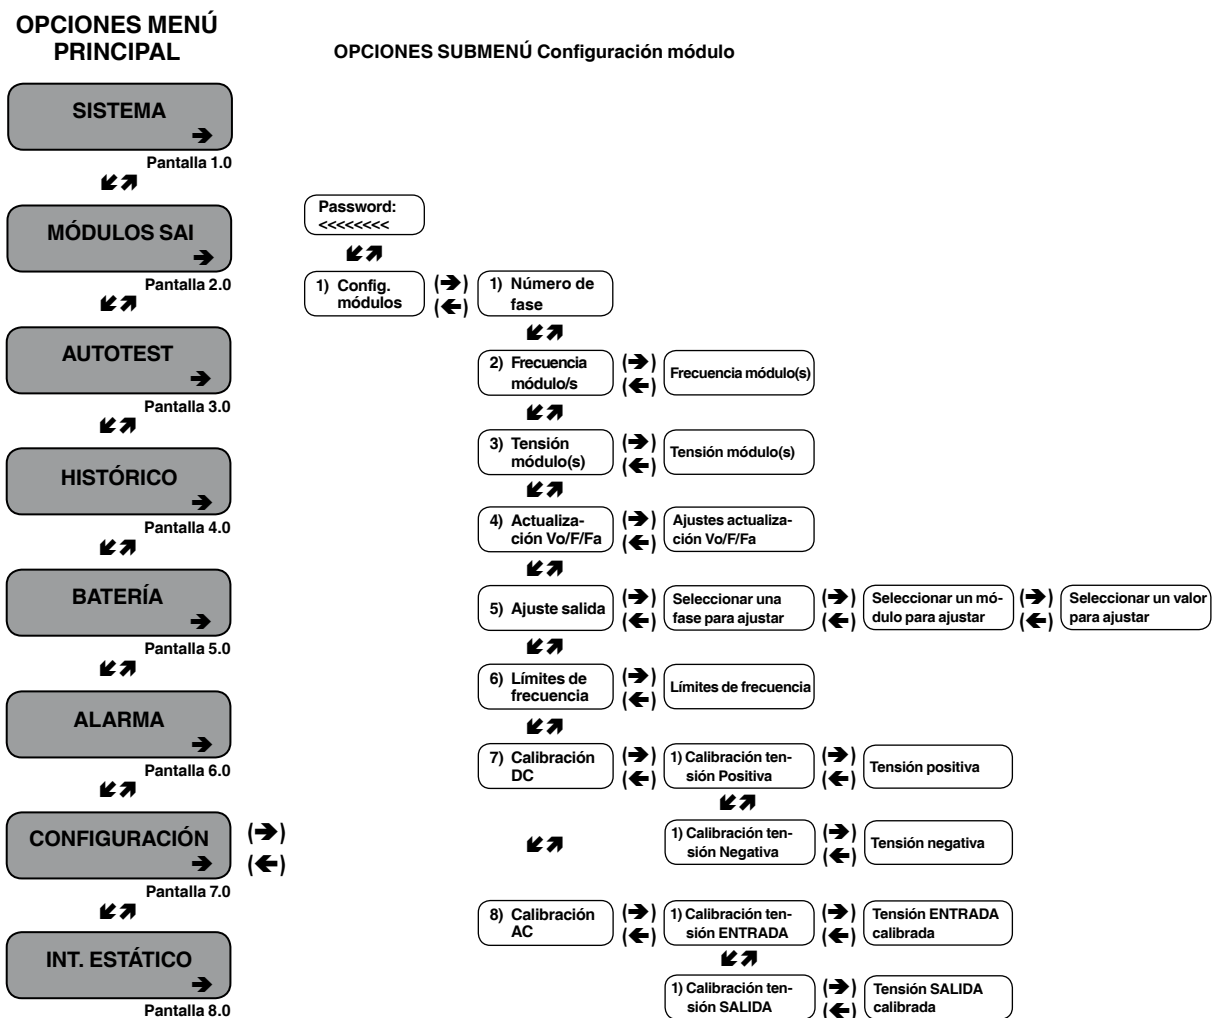 OPCIONES MENÚ
PRINCIPAL
OPCIONES SUBMENÚ Configuración módulo
SISTEMA
Pantalla 1.0
MÓDULOS SAI
Pantalla 2.0
AUTOTEST
Pantalla 3.0
HISTÓRICO
Pantalla 4.0
BATERÍA
Pantalla 5.0
ALARMA
Pantalla 6.0
CONFIGURACIÓN
Pantalla 7.0
INT. ESTÁTICO
Pantalla 8.0
Password:
<<<<<<<<
1) Config.
módulos
1) Número de
fase
2) Frecuencia
módulo/s
Frecuencia módulo(s)
3) Tensión
módulo(s)
Tensión módulo(s)
4) Actualiza-
ción Vo/F/Fa
Ajustes actualiza-
ción Vo/F/Fa
5) Ajuste salida
Seleccionar una
fase para ajustar
Seleccionar un mó-
dulo para ajustar
Seleccionar un valor
para ajustar
6) Límites de
frecuencia
Límites de frecuencia
7) Calibración
DC
1) Calibración ten-
sión Positiva
Tensión positiva
1) Calibración ten-
sión Negativa
Tensión negativa
8) Calibración
AC
1) Calibración ten-
sión ENTRADA
Tensión ENTRADA
calibrada
1) Calibración ten-
sión SALIDA
Tensión SALIDA
calibrada